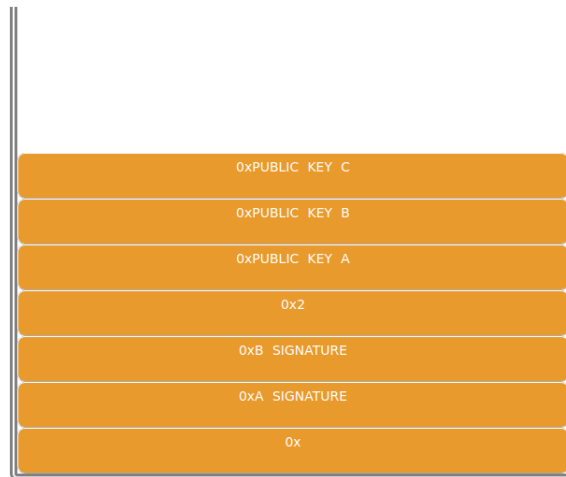 0xPUBLIC KEY C
0xPUBLIC KEY B
0xPUBLIC KEY A
0x2
0xB SIGNATURE
0xA SIGNATURE
0x